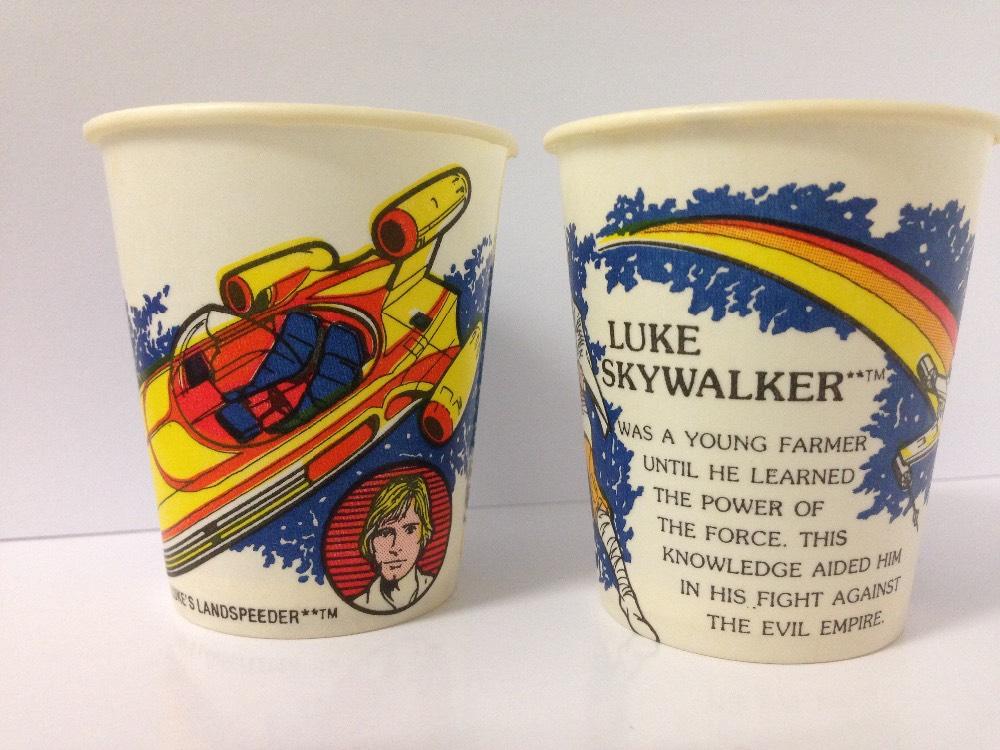 LUKE'S LANDSPEEDER**TM
LUKE
SKYWALKER**TM
WAS A YOUNG FARMER
UNTIL HE LEARNED
THE POWER OF
THE FORCE. THIS
KNOWLEDGE AIDED HIM
IN HIS FIGHT AGAINST
THE EVIL EMPIRE.